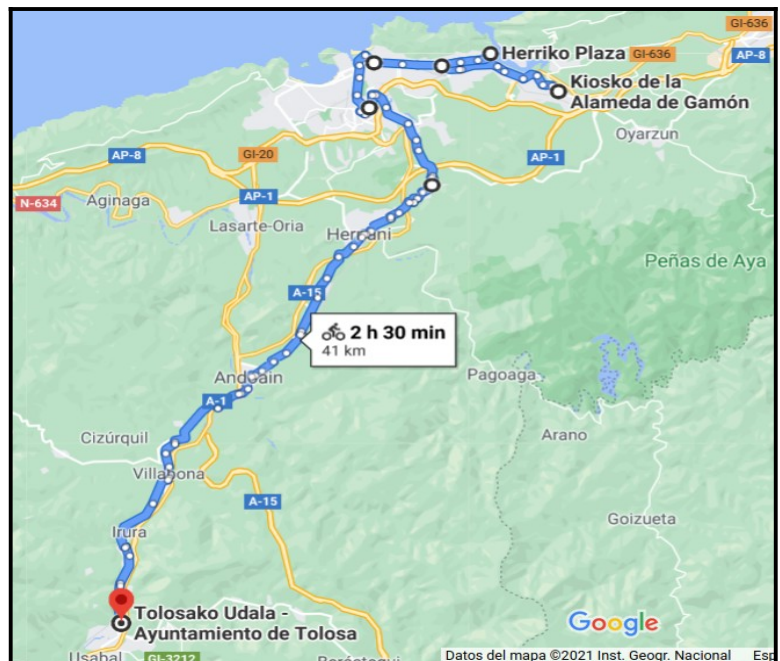 GI-636
GI-636
Herriko Plaza
AP-8
Kiosko de la
Alameda de Gamón
Oyarzun
AP-8
GI-20
AP-1
AP-1
N-634
Aginaga
Lasarte-Oria
Hernani
Peñas de Aya
A-15
2 h 30 min
41 km
Andoain
Pagoaga
A-1
Arano
Cizúrquil
Villabona
A-15
Goizueta
Irura
Tolosako Udala -
Ayuntamiento de Tolosa
Google
Usabal
GI-3212
Berástegui
Datos del mapa ©2021 Inst. Geogr. Nacional Esp